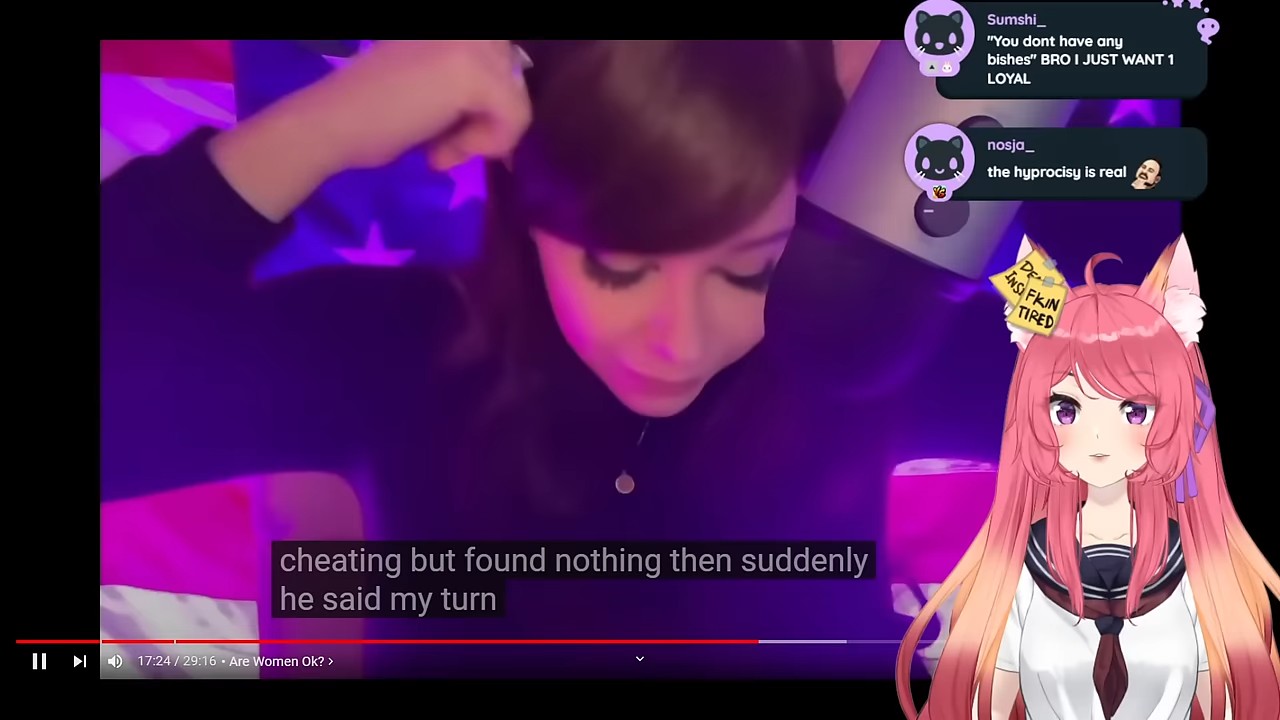 Sumshi_
"You dont have any
bishes" BRO I JUST WANT 1
LOYAL
nosja_
the hyprocisy is real
FKIN
TIRED
cheating but found nothing then suddenly
he said my turn
17:24 / 29:16 • Are Women Ok? ›